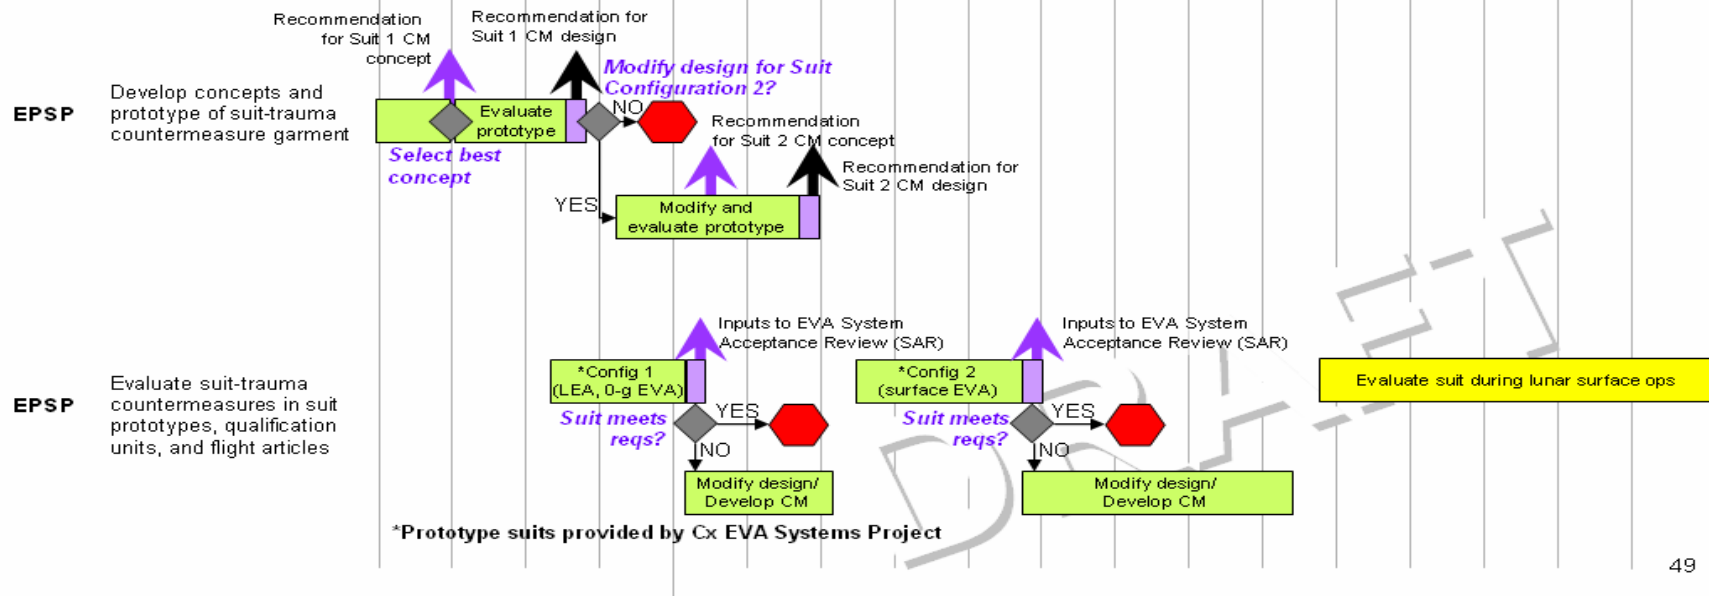 Recommendation
for Suit 1 CM
concept
Recommendation for
Suit 1 CM design
Modify design for Suit
Configuration 2?
EPSP
Develop concepts and
prototype of suit-trauma
countermeasure garment
Evaluate
prototype
NO
Select best
concept
Recommendation
for Suit 2 CM concept
Recommendation for
Suit 2 CM design
YES
Modify and
evaluate prototype
Inputs to EVA System
Acceptance Review (SAR)
Inputs to EVA System
Acceptance Review (SAR)
EPSP
Evaluate suit-trauma
countermeasures in suit
prototypes, qualification
units, and flight articles
*Config 1
(LEA, 0-g EVA)
Suit meets
reqs?
YES
NO
Modify design/
Develop CM
*Config 2
(surface EVA)
Suit meets
reqs?
YES
NO
Modify design/
Develop CM
Evaluate suit during lunar surface ops
*Prototype suits provided by Cx EVA Systems Project
DRAFT
49